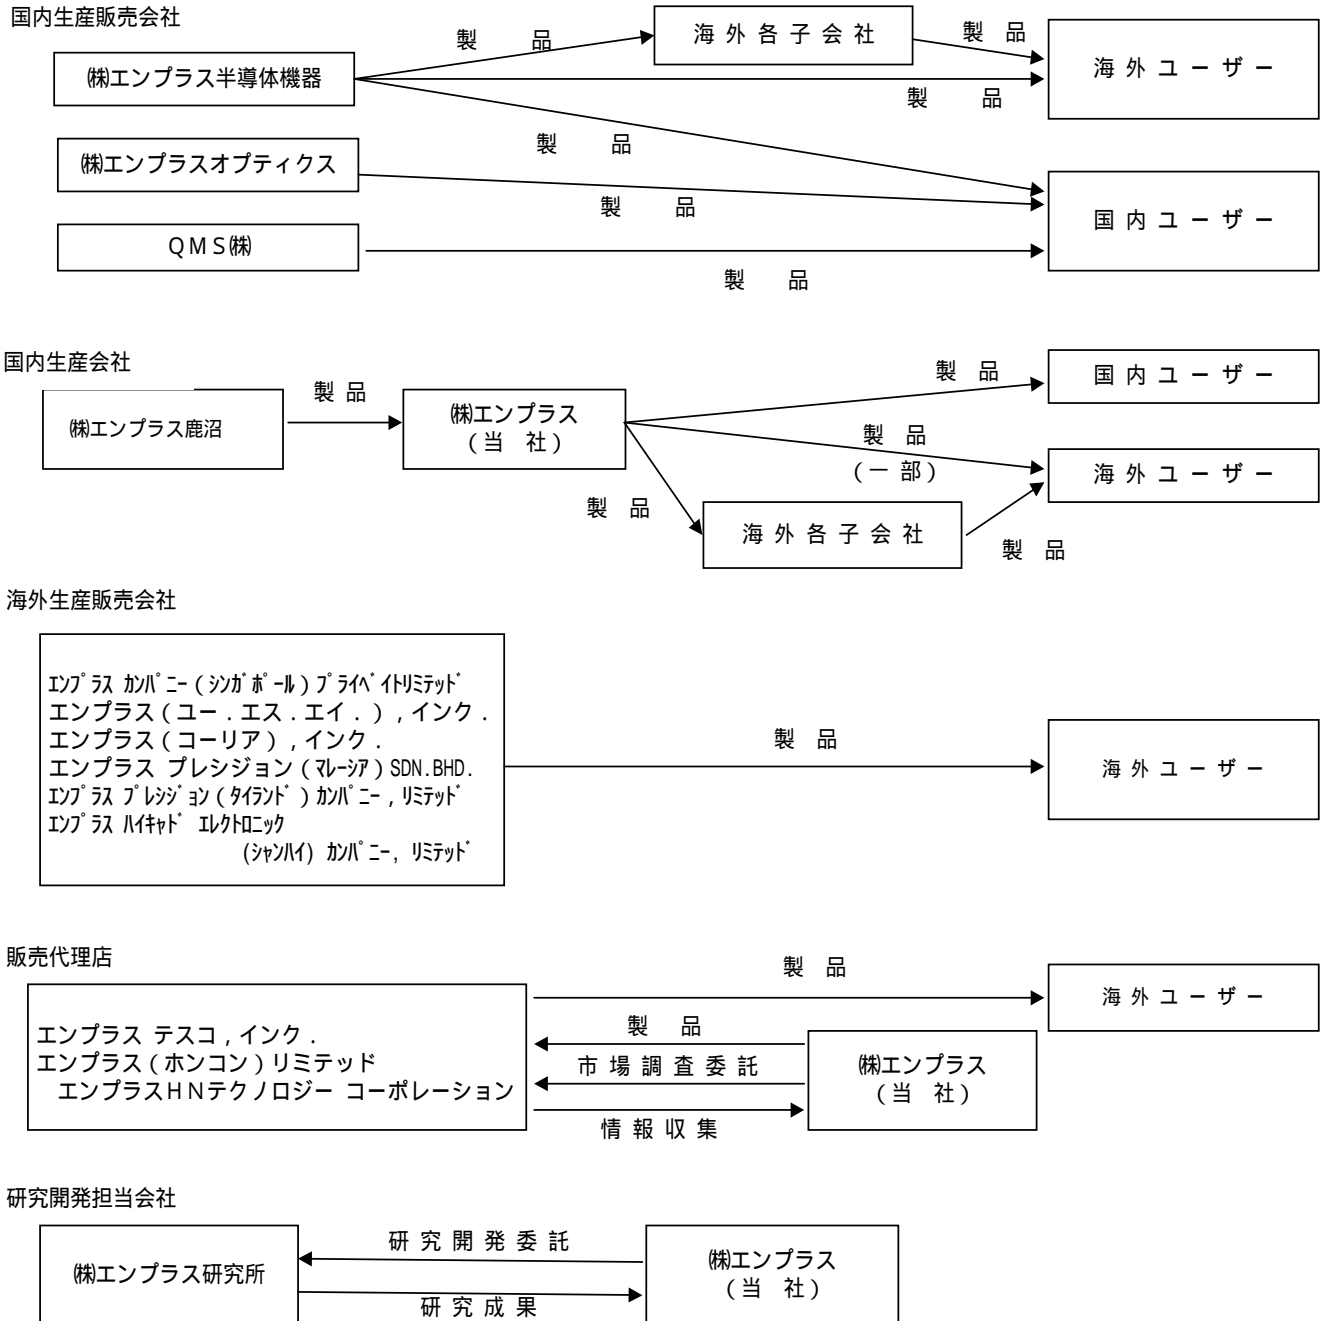 国内生産販売会社
製　品
海外各子会社
製　品
海外ユーザー
㈱エンプラス半導体機器
製　品
製　品
㈱エンプラスオプティクス
製　品
国内ユーザー
ＱＭＳ㈱
製　品
国内生産会社
製　品
国内ユーザー
製品
㈱エンプラス鹿沼
㈱エンプラス
（当　社）
製　品
（一部）
海外ユーザー
製　品
海外各子会社
製　品
海外生産販売会社
ｴﾝﾌﾟﾗｽ ｶﾝﾊﾟﾆｰ（ｼﾝｶﾞﾎﾟｰﾙ）ﾌﾟﾗｲﾍﾞｲﾄﾘﾐﾃｯﾄﾞ
エンプラス（ユー．エス．エイ．）,インク．
エンプラス（コーリア）,インク．
エンプラス プレシジョン（ﾏﾚｰｼｱ）SDN.BHD.
ｴﾝﾌﾟﾗｽ ﾌﾟﾚｼｼﾞｮﾝ（ﾀｲﾗﾝﾄﾞ）ｶﾝﾊﾟﾆｰ,ﾘﾐﾃｯﾄﾞ
ｴﾝﾌﾟﾗｽ ﾊｲｷｬﾄﾞ ｴﾚｸﾄﾛﾆｯｸ
(ｼｬﾝﾊｲ) ｶﾝﾊﾟﾆｰ, ﾘﾐﾃｯﾄﾞ
製　品
海外ユーザー
販売代理店
製　品
海外ユーザー
エンプラス テスコ,インク．
エンプラス（ホンコン）リミテッド
エンプラスＨＮテクノロジー コーポレーション
製　品
市場調査委託
情報収集
㈱エンプラス
（当　社）
研究開発担当会社
㈱エンプラス研究所
研究開発委託
研究成果
㈱エンプラス
（当　社）